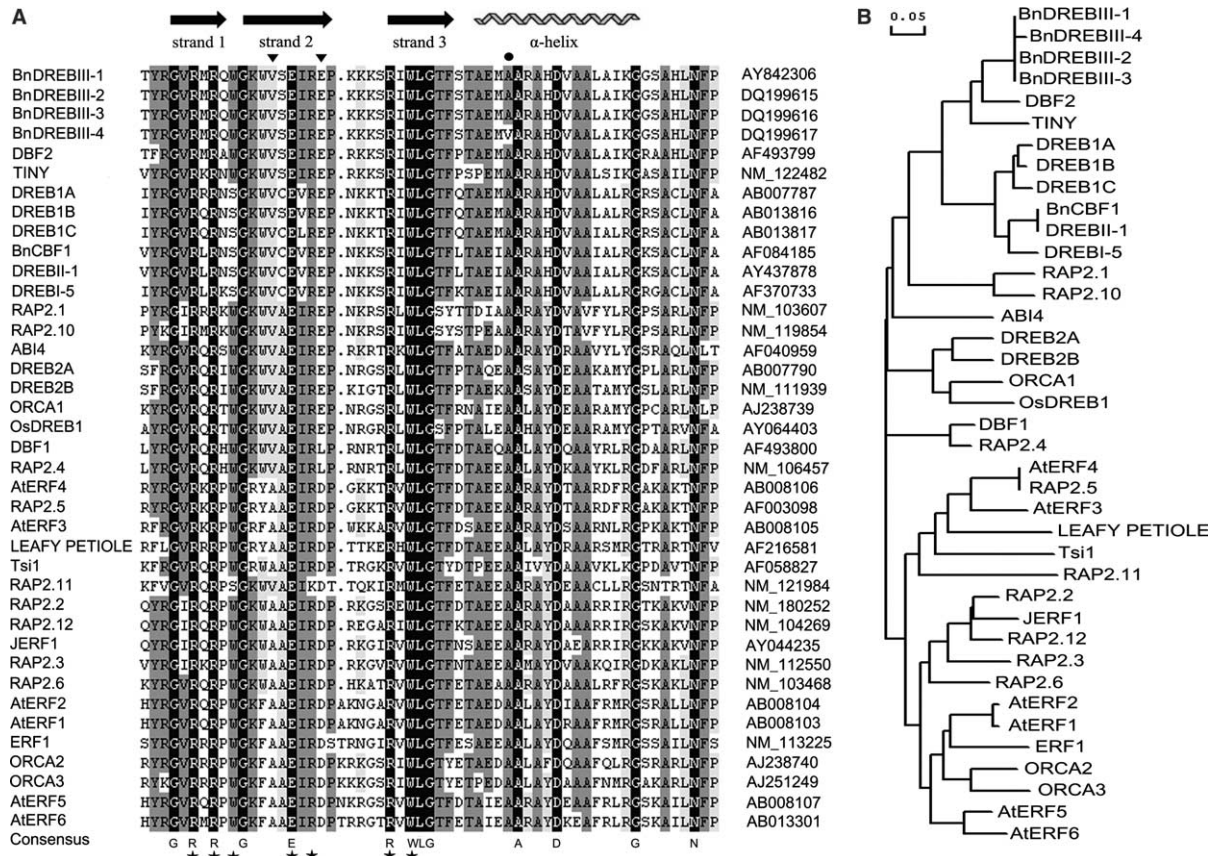 A
strand 1 strand 2 strand 3 α-helix
BnDREBIII-1 TYRGVRMRQWGKWVSEIREP.KKKSRIWLGTFSTAEMAARAHDVAALAIKGGSAHLNFP AY842306
BnDREBIII-2 TYRGVRMRQWGKWVSEIREP.KKKSRIWLGTFSTAEMAARAHDVAALAIKGGSAHLNFP DQ199615
BnDREBIII-3 TYRGVRMRQWGKWVSEIREP.KKKSRIWLGTFSTAEMAARAHDVAALAIKGGSAHLNFP DQ199616
BnDREBIII-4 TYRGVRMRQWGKWVSEIREP.KKKSRIWLGTFSTAEMVARAHDVAALAIKGGSAHLNFP DQ199617
DBF2 TFRGVRMRAWGKWVSEIREP.KKKSRIWLGTFPTAEMAARAHDVAALAIKGRAAHLNFP AF493799
TINY VYRGVRKRNWGKWVSEIREP.RKKSRIWLGTFPSPEMAARAHDVAALSIKGASAILNFP NM_122482
DREB1A IYRGVRRRNSGKWVCEVREP.NKKTRIWLGTFQTAEMAARAHDVAALALRGRSACLNFA AB007787
DREB1B IYRGVRQRNSGKWVCEVREP.NKKTRIWLGTFQTAEMAARAHDVAALALRGRSACLNFA AB013816
DREB1C IYRGVRQRNSGKWVCELREP.NKKTRIWLGTFQTAEMAARAHDVAAIALRGRSACLNFA AB013817
BnCBF1 VYRGVRLRNSGKWVCEVREP.NKKSRIWLGTFLTAEIAARAHDVAAIALRGKSACLNFA AF084185
DREBII-1 VYRGVRLRNSGKWVCEVREP.NKKSRIWLGTFLTAEIAARAHDVAAIALRGKSACLNFA AY437878
DREBI-5 IYRGVRLRKSGKWVCEVREP.NKKSRIWLGTFKTAEIAARAHDVAALALRGRGACLNFA AF370733
RAP2.1 PYRGIRRRKWGKWVAEIREP.NKRSRLWLGSYTTDIAAARAYDVAVFYLRGPSARLNFP NM_103607
RAP2.10 PYKGIRMRKWGKWVAEIREP.NKRSRLWLGSYSTPEAAARAYDTAVFYLRGPSARLNFP NM_119854
ABI4 KYRGVRQRSWGKWVAEIREP.RKRTRKWLGTFATAEDAARAYDRAAVYLYGSRAQLNLT AF040959
DREB2A SFRGVRQRIWGKWVAEIREP.NRGSRLWLGTFPTAQEAASAYDEAAKAMYGPLARLNFP AB007790
DREB2B SFRGVRQRIWGKWVAEIREP.KIGTRLWLGTFPTAEKAASAYDEAATAMYGSLARLNFP NM_111939
ORCA1 KYRGVRQRTWGKWVAEIREP.NRGSRLWLGTFRNAIEAALAYDEAARAMYGPCARLNLP AJ238739
OsDREB1 AYRGVRQRTWGKWVAEIREP.NRGNRLWLGSFPTALEAAHAYDEAARAMYGPTARVNFP AY064403
DBF1 LYRGVRQRHWGKWVAEIRLP.RNRTRLWLGTFDTAEQAALAYDQAAYRLRGDAARLNFP AF493800
RAP2.4 LYRGVRQRHWGKWVAEIRLP.RNRTRLWLGTFDTAEEAALAYDKAAYKLRGDFARLNFP NM_106457
AtERF4 RYRGVRKRPWGRYAAEIRDP.GKKTRVWLGTFDTAEEAARAYDTAARDFRGAKAKTNFP AB008106
RAP2.5 RYRGVRKRPWGRYAAEIRDP.GKKTRVWLGTFDTAEEAARAYDTAARDFRGAKAKTNFP AF003098
AtERF3 RFRGVRKRPWGRFAAEIRDP.WKKARVWLGTFDSAEEAARAYDSAARNLRGPKAKTNFP AB008105
LEAFY PETIOLE RFLGVRRRPWGRYAAEIRDP.TTKERHWLGTFDTAEEAALAYDRAARSMRGTRARTNFV AF216581
Tsi1 KFRGVRQRPWGKWAAEIRDP.TRGKRVWLGTYDTPEEAAIVYDAAAVKLKGPDAVTNFP AF058827
RAP2.11 KFVGVRQRPSGKWVAEIKDT.TQKIRMWLGTFETAEEAARAYDEAACLLRGSNTRTNFA NM_121984
RAP2.2 QYRGIRQRPWGKWAAEIRDP.RKGSREWLGTFDTAEEAARAYDAAARRIRGTKAKVNFP NM_180252
RAP2.12 QYRGIRQRPWGKWAAEIRDP.REGARIWLGTFKTAEEAARAYDAAARRIRGSKAKVNFP NM_104269
JERF1 QYRGIRQRPWGKWAAEIRDP.RKGIRVWLGTFNSAEEAARAYDAEARRIRGKKAKVNFP AY044235
RAP2.3 VYRGIRKRPWGKWAAEIRDP.RKGVRVWLGTFNTAEEAAMAYDVAAKQIRGDKAKLNFP NM_112550
RAP2.6 KYRGVRQRPWGKWAAEIRDP.HKATRVWLGTFETAEAAARAYDAAALRFRGSKAKLNFP NM_103468
AtERF2 HYRGVRQRPWGKFAAEIRDPAKNGARVWLGTFETAEDAALAYDIAAFRMRGSRALLNFP AB008104
AtERF1 HYRGVRQRPWGKFAAEIRDPAKNGARVWLGTFETAEDAALAYDRAAFRMRGSRALLNFP AB008103
ERF1 SYRGVRRRPWGKFAAEIRDSTRNGIRVWLGTFESAEEAALAYDQAAFSMRGSSAILNFS NM_113225
ORCA2 RYRGVRRRPWGKFAAEIRDPKRKGSRIWLGTYETAEDAALAFDQAAFQLRGSRARLNFP AJ238740
ORCA3 RYKGVRRRPWGKFAAEIRDPKRKGSRIWLGTYETPEDAALAYDAAAFNMRGAKARLNFP AJ251249
AtERF5 HYRGVRQRPWGKFAAEIRDPNKRGSRVWLGTFDTAIEAARAYDEAAFRLRGSKAILNFP AB008107
AtERF6 HYRGVRQRPWGKFAAEIRDPTRRGTRVWLGTFDTAIEAARAYDKEAFRLRGSKAILNFP AB013301
Consensus G R R G E R WLG A D G N
B
0.05
BnDREBIII-1
BnDREBIII-4
BnDREBIII-2
BnDREBIII-3
DBF2
TINY
DREB1A
DREB1B
DREB1C
BnCBF1
DREBII-1
DREBI-5
RAP2.1
RAP2.10
ABI4
DREB2A
DREB2B
ORCA1
OsDREB1
DBF1
RAP2.4
AtERF4
RAP2.5
AtERF3
LEAFY PETIOLE
Tsi1
RAP2.11
RAP2.2
JERF1
RAP2.12
RAP2.3
RAP2.6
AtERF2
AtERF1
ERF1
ORCA2
ORCA3
AtERF5
AtERF6